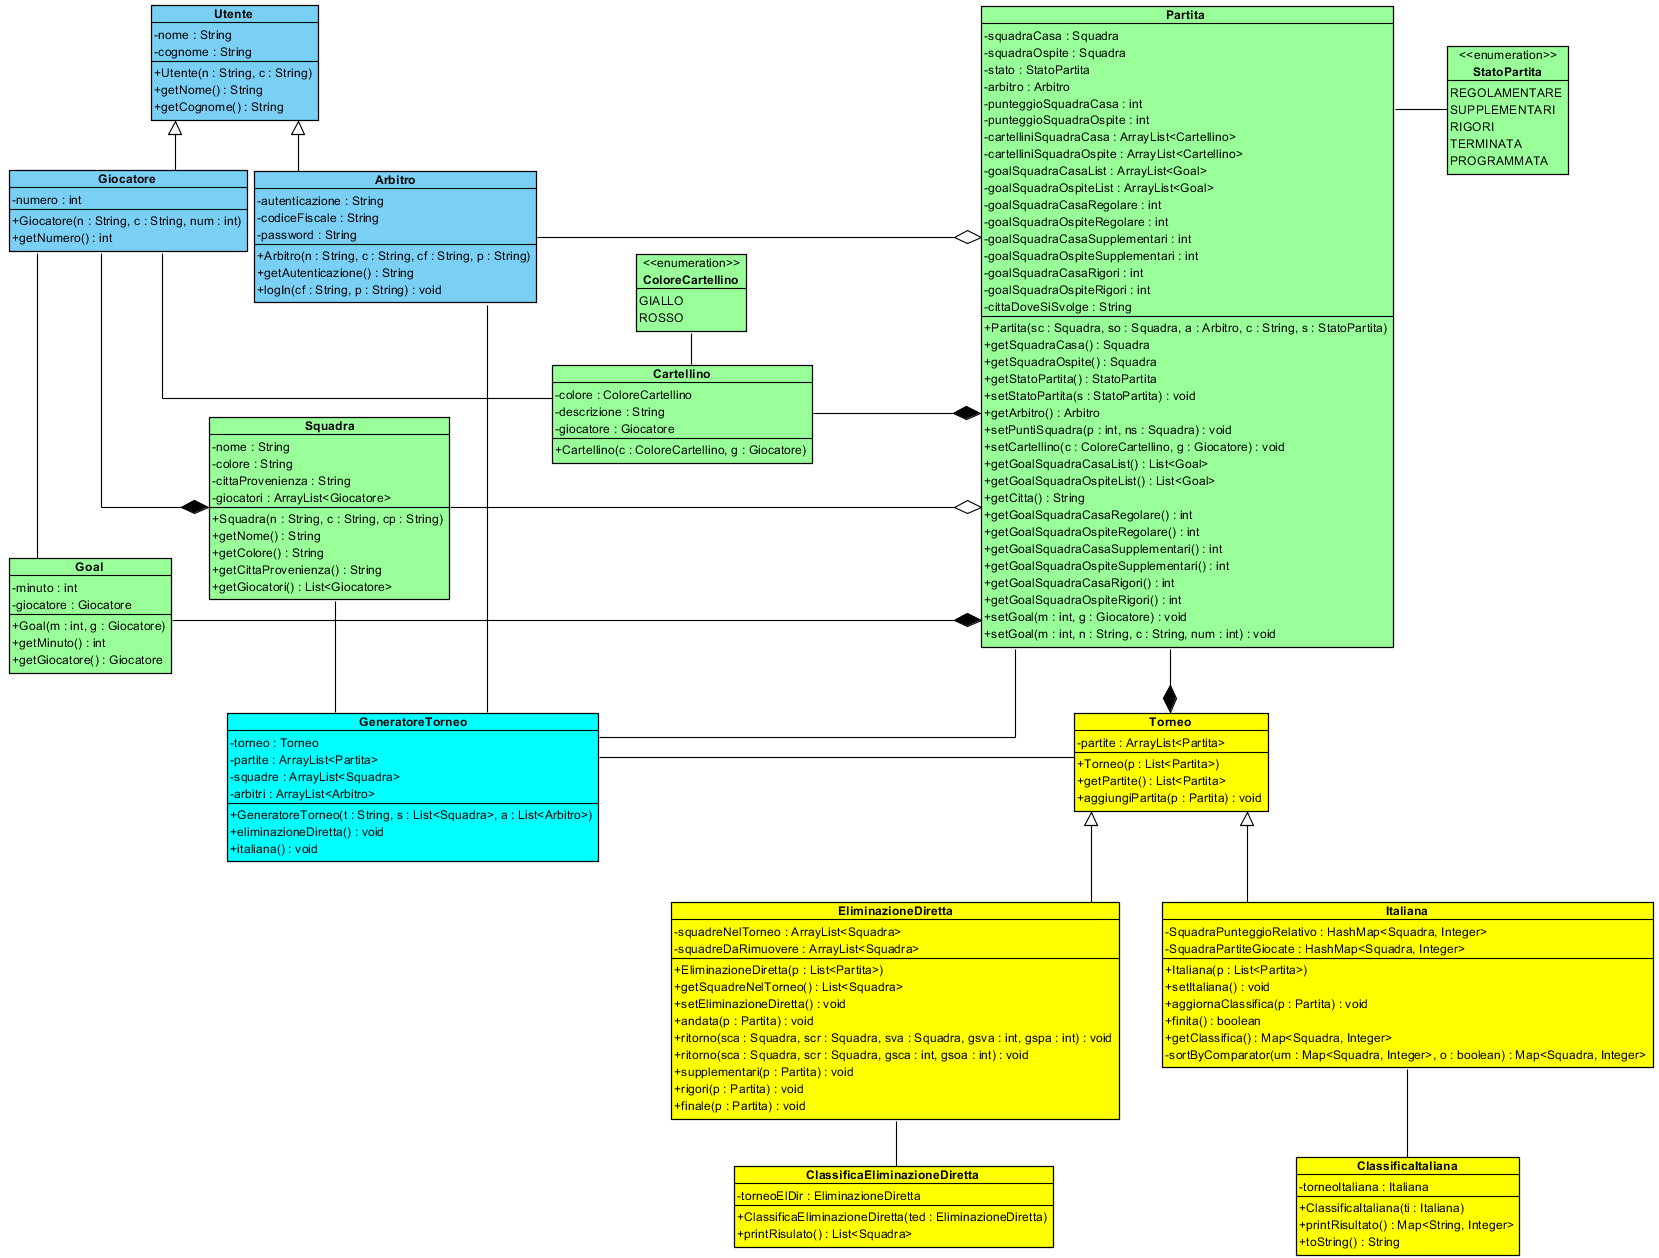 Utente
-nome : String
-cognome : String
+Utente(n : String, c : String)
+getNome() : String
+getCognome() : String
Giocatore
-numero : int
+Giocatore(n : String, c : String, num : int)
+getNumero() : int
Arbitro
-autenticazione : String
-codiceFiscale : String
-password : String
+Arbitro(n : String, c : String, cf : String, p : String)
+getAutenticazione() : String
+logIn(cf : String, p : String) : void
Partita
-squadraCasa : Squadra
-squadraOspite : Squadra
-stato : StatoPartita
-arbitro : Arbitro
-punteggioSquadraCasa : int
-punteggioSquadraOspite : int
-cartelliniSquadraCasa : ArrayList<Cartellino>
-cartelliniSquadraOspite : ArrayList<Cartellino>
-goalSquadraCasaList : ArrayList<Goal>
-goalSquadraOspiteList : ArrayList<Goal>
-goalSquadraCasaRegolare : int
-goalSquadraOspiteRegolare : int
-goalSquadraCasaSupplementari : int
-goalSquadraOspiteSupplementari : int
-goalSquadraCasaRigori : int
-goalSquadraOspiteRigori : int
-cittaDoveSiSvolge : String
+Partita(sc : Squadra, so : Squadra, a : Arbitro, c : String, s : StatoPartita)
+getSquadraCasa() : Squadra
+getSquadraOspite() : Squadra
+getStatoPartita() : StatoPartita
+setStatoPartita(s : StatoPartita) : void
+getArbitro() : Arbitro
+setPuntiSquadra(p : int, ns : Squadra) : void
+setCartellino(c : ColoreCartellino, g : Giocatore) : void
+getGoalSquadraCasaList() : List<Goal>
+getGoalSquadraOspiteList() : List<Goal>
+getCitta() : String
+getGoalSquadraCasaRegolare() : int
+getGoalSquadraOspiteRegolare() : int
+getGoalSquadraCasaSupplementari() : int
+getGoalSquadraOspiteSupplementari() : int
+getGoalSquadraCasaRigori() : int
+getGoalSquadraOspiteRigori() : int
+setGoal(m : int, g : Giocatore) : void
+setGoal(m : int, n : String, c : String, num : int) : void
<<enumeration>>
StatoPartita
REGOLAMENTARE
SUPPLEMENTARI
RIGORI
TERMINATA
PROGRAMMATA
<<enumeration>>
ColoreCartellino
GIALLO
ROSSO
Cartellino
-colore : ColoreCartellino
-descrizione : String
-giocatore : Giocatore
+Cartellino(c : ColoreCartellino, g : Giocatore)
Squadra
-nome : String
-colore : String
-cittaProvenienza : String
-giocatori : ArrayList<Giocatore>
+Squadra(n : String, c : String, cp : String)
+getNome() : String
+getColore() : String
+getCittaProvenienza() : String
+getGiocatori() : List<Giocatore>
Goal
-minuto : int
-giocatore : Giocatore
+Goal(m : int, g : Giocatore)
+getMinuto() : int
+getGiocatore() : Giocatore
GeneratoreTorneo
-torneo : Torneo
-partite : ArrayList<Partita>
-squadre : ArrayList<Squadra>
-arbitri : ArrayList<Arbitro>
+GeneratoreTorneo(t : String, s : List<Squadra>, a : List<Arbitro>)
+eliminazioneDiretta() : void
+italiana() : void
Torneo
-partite : ArrayList<Partita>
+Torneo(p : List<Partita>)
+getPartite() : List<Partita>
+aggiungiPartita(p : Partita) : void
EliminazioneDiretta
-squadreNelTorneo : ArrayList<Squadra>
-squadreDaRimuovere : ArrayList<Squadra>
+EliminazioneDiretta(p : List<Partita>)
+getSquadreNelTorneo() : List<Squadra>
+setEliminazioneDiretta() : void
+andata(p : Partita) : void
+ritorno(sca : Squadra, scr : Squadra, sva : Squadra, gsva : int, gspa : int) : void
+ritorno(sca : Squadra, scr : Squadra, gsca : int, gsoa : int) : void
+supplementari(p : Partita) : void
+rigori(p : Partita) : void
+finale(p : Partita) : void
Italiana
-SquadraPunteggioRelativo : HashMap<Squadra, Integer>
-SquadraPartiteGiocate : HashMap<Squadra, Integer>
+Italiana(p : List<Partita>)
+setItaliana() : void
+aggiornaClassifica(p : Partita) : void
+finita() : boolean
+getClassifica() : Map<Squadra, Integer>
-sortByComparator(um : Map<Squadra, Integer>, o : boolean) : Map<Squadra, Integer>
ClassificaEliminazioneDiretta
-torneoElDir : EliminazioneDiretta
+ClassificaEliminazioneDiretta(ted : EliminazioneDiretta)
+printRisulato() : List<Squadra>
ClassificaItaliana
-torneoItaliana : Italiana
+ClassificaItaliana(ti : Italiana)
+printRisultato() : Map<String, Integer>
+toString() : String